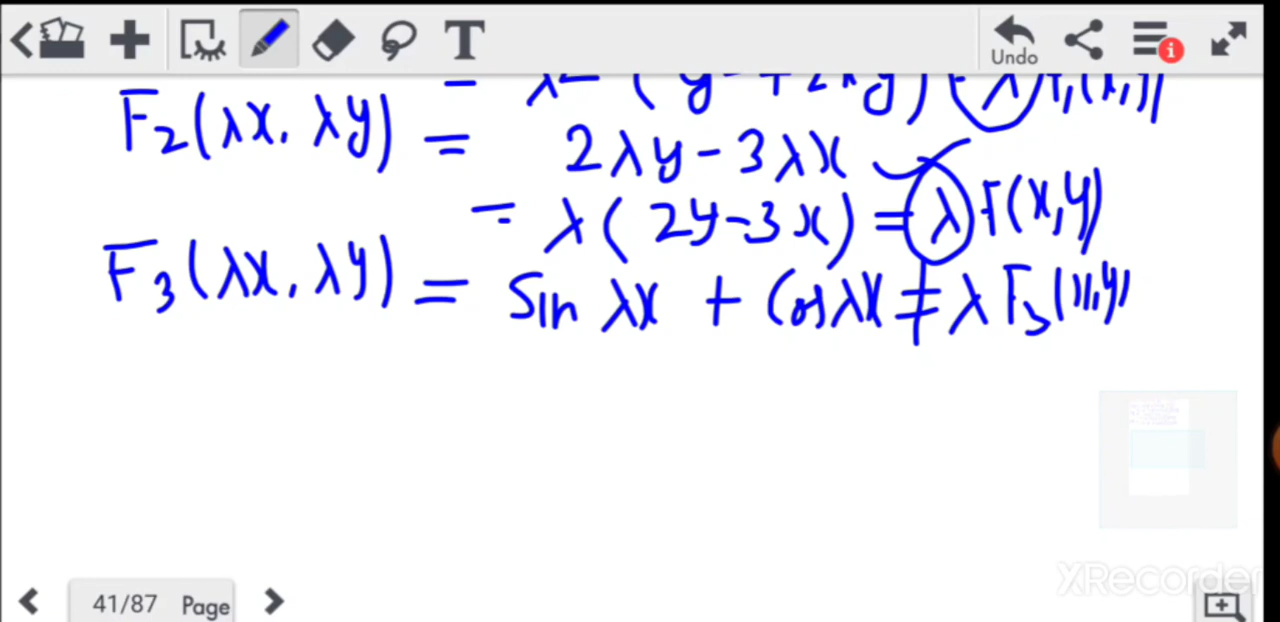 Undo
F₂(λx, λy) = 2λy - 3λx
= λ(2y - 3x) = λ F(x, y)
F₃(λx, λy) = Sin λx + Cos λx ≠ λ F₃(x, y)
XRecorder
41/87 Page